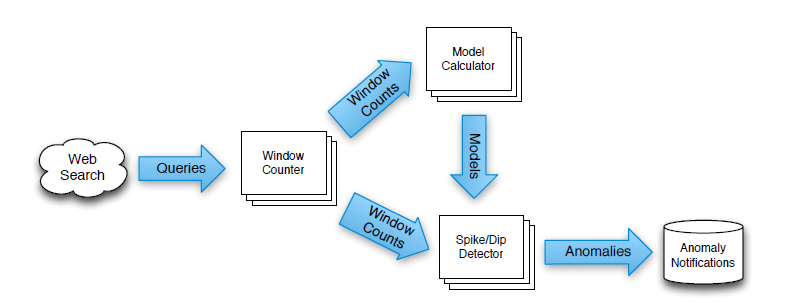 Web
Search
Queries
Window
Counter
Window
Counts
Model
Calculator
Models
Window
Counts
Spike/Dip
Detector
Anomalies
Anomaly
Notifications